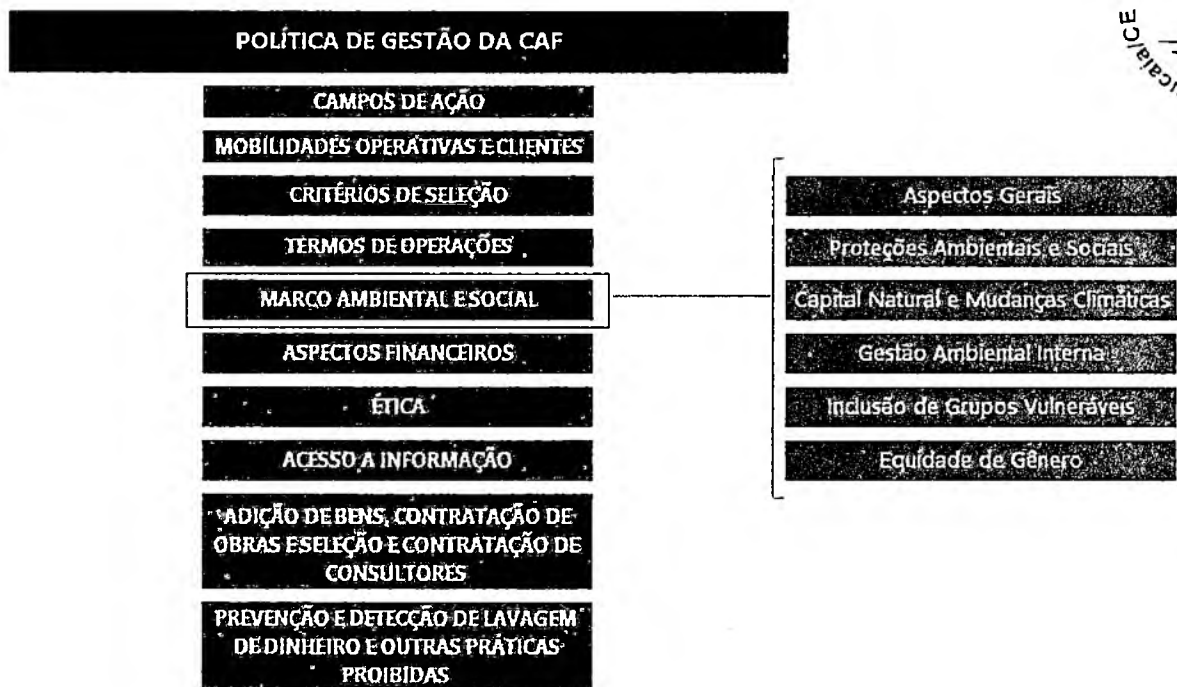 POLÍTICA DE GESTÃO DA CAF
CAMPOS DE AÇÃO
MOBILIDADES OPERATIVAS E CLIENTES
CRITÉRIOS DE SELEÇÃO
TERMOS DE OPERAÇÕES
MARCO AMBIENTAL E SOCIAL
ASPECTOS FINANCEIROS
ÉTICA
ACESSO A INFORMAÇÃO
ADIÇÃO DE BENS, CONTRATAÇÃO DE
OBRAS E SELEÇÃO E CONTRATAÇÃO DE
CONSULTORES
PREVENÇÃO E DETECÇÃO DE LAVAGEM
DE DINHEIRO E OUTRAS PRÁTICAS
PROIBIDAS
Aspectos Gerais
Proteções Ambientais e Sociais
Capital Natural e Mudanças Climáticas
Gestão Ambiental Interna
Inclusão de Grupos Vulneráveis
Equidade de Gênero